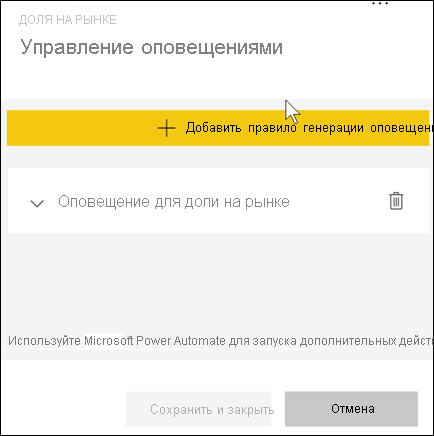 ДОЛЯ НА РЫНКЕ
Управление оповещениями
Добавить правило генерации оповещен
Оповещение для доли на рынке
Используйте Microsoft Power Automate для запуска дополнительных дейст
Сохранить и закрыть
Отмена